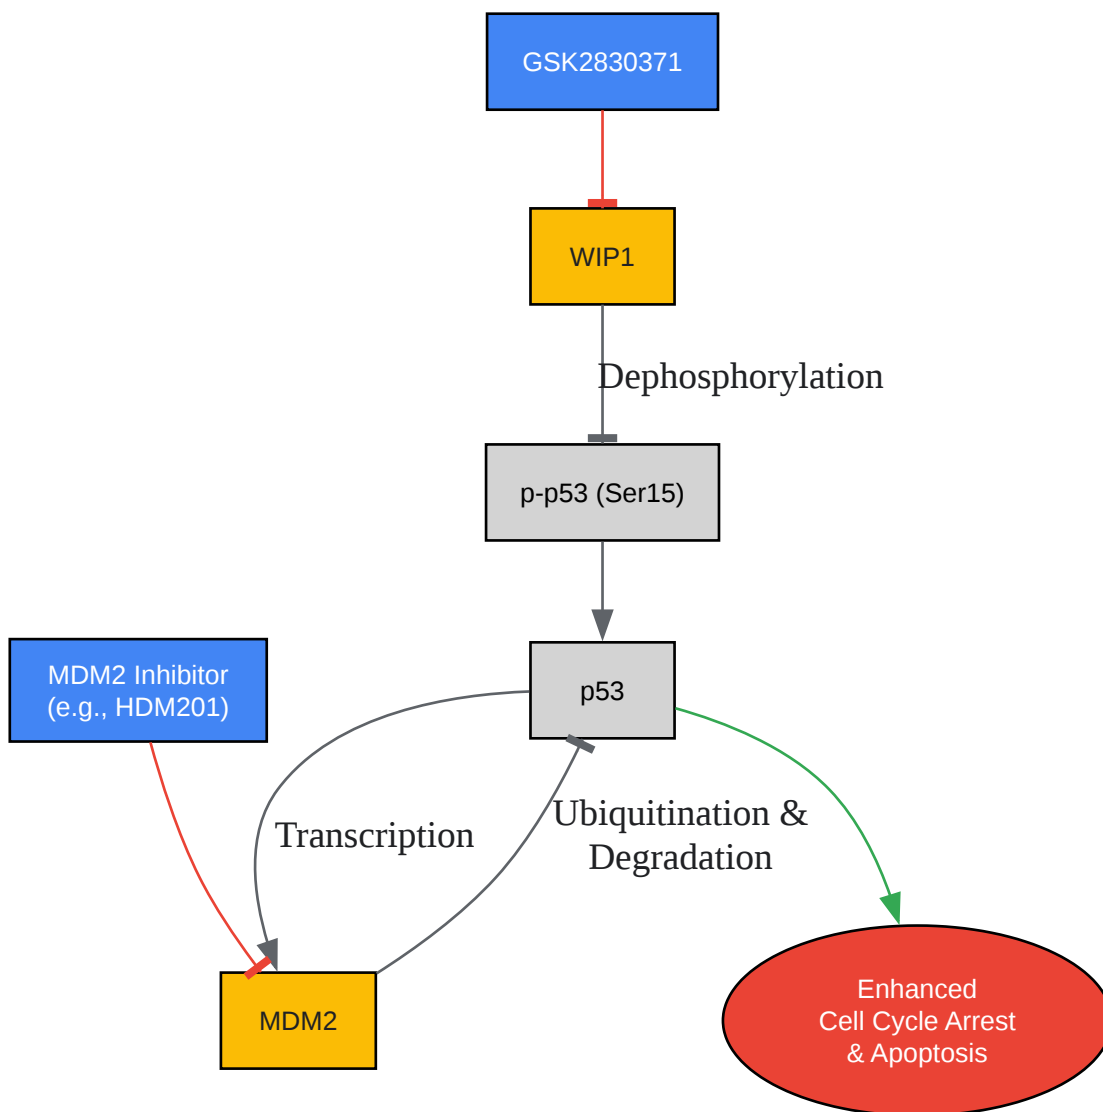 GSK2830371
WIP1
Dephosphorylation
p-p53 (Ser15)
MDM2 Inhibitor
(e.g., HDM201)
p53
Transcription
Ubiquitination &
Degradation
MDM2
Enhanced
Cell Cycle Arrest
& Apoptosis